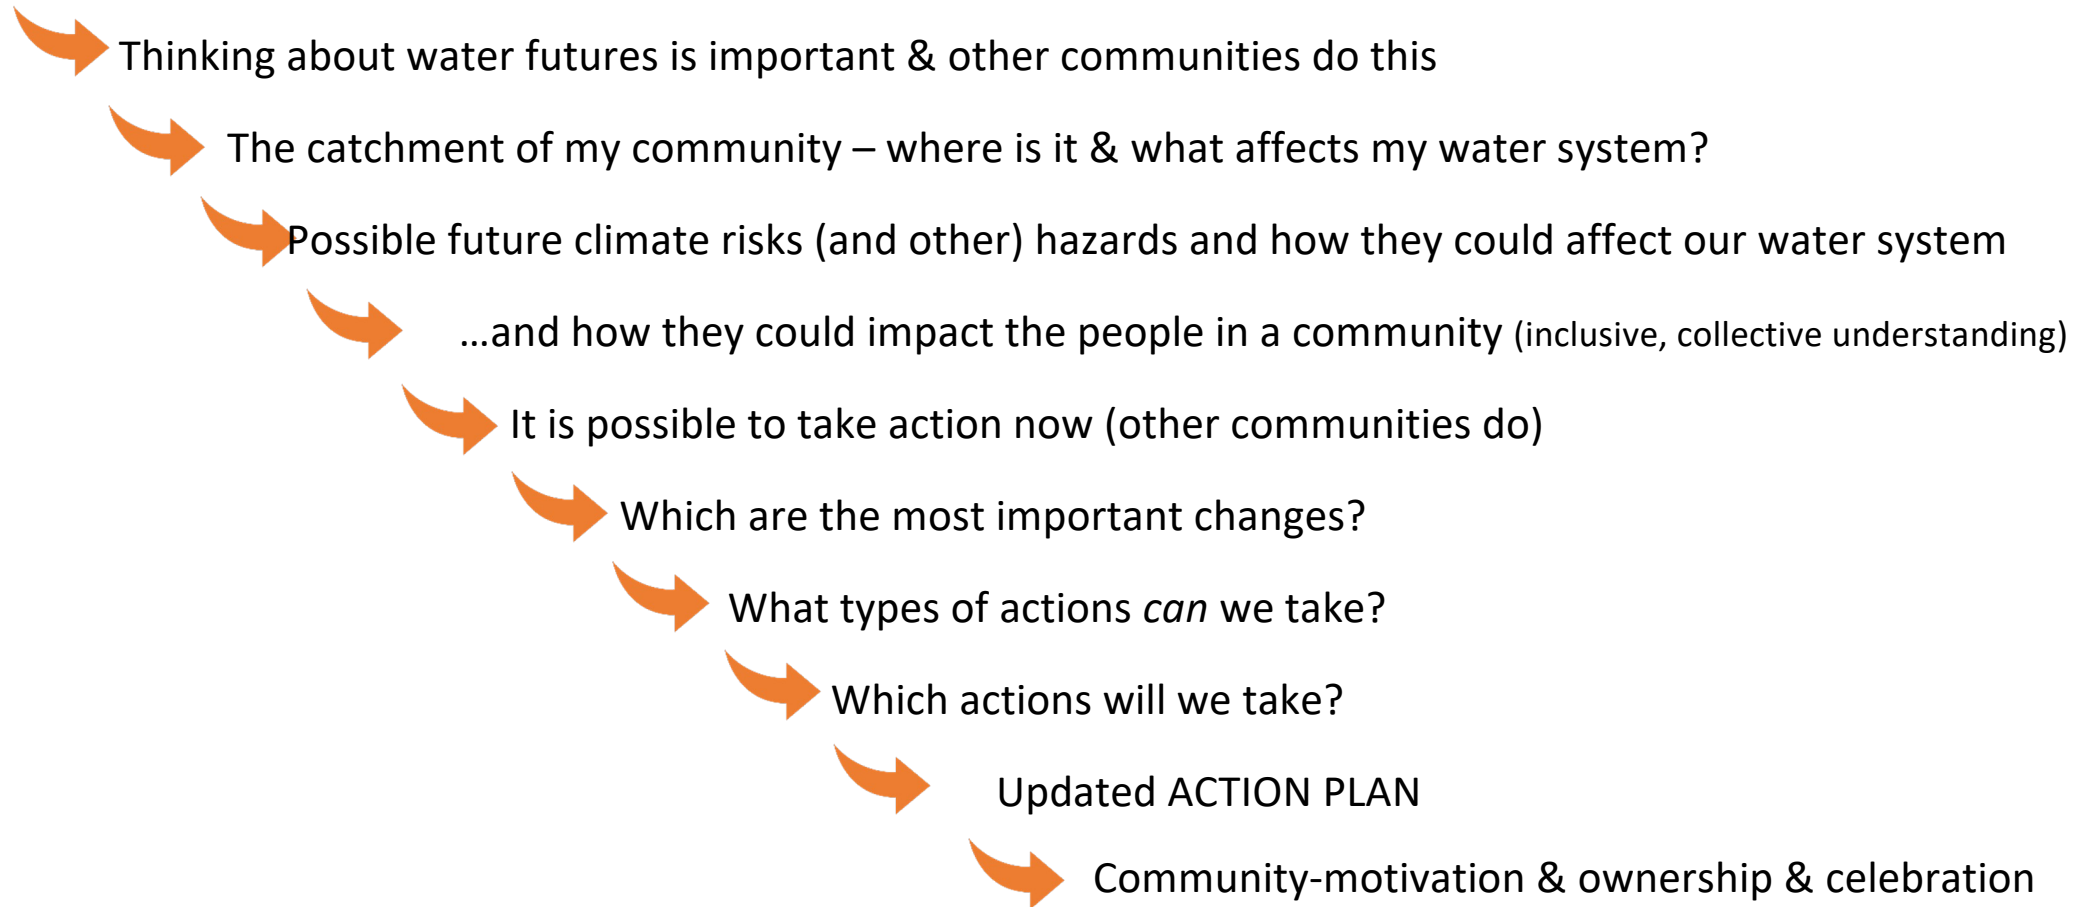 Thinking about water futures is important & other communities do this
The catchment of my community – where is it & what affects my water system?
Possible future climate risks (and other) hazards and how they could affect our water system
…and how they could impact the people in a community (inclusive, collective understanding)
It is possible to take action now (other communities do)
Which are the most important changes?
What types of actions can we take?
Which actions will we take?
Updated ACTION PLAN
Community-motivation & ownership & celebration